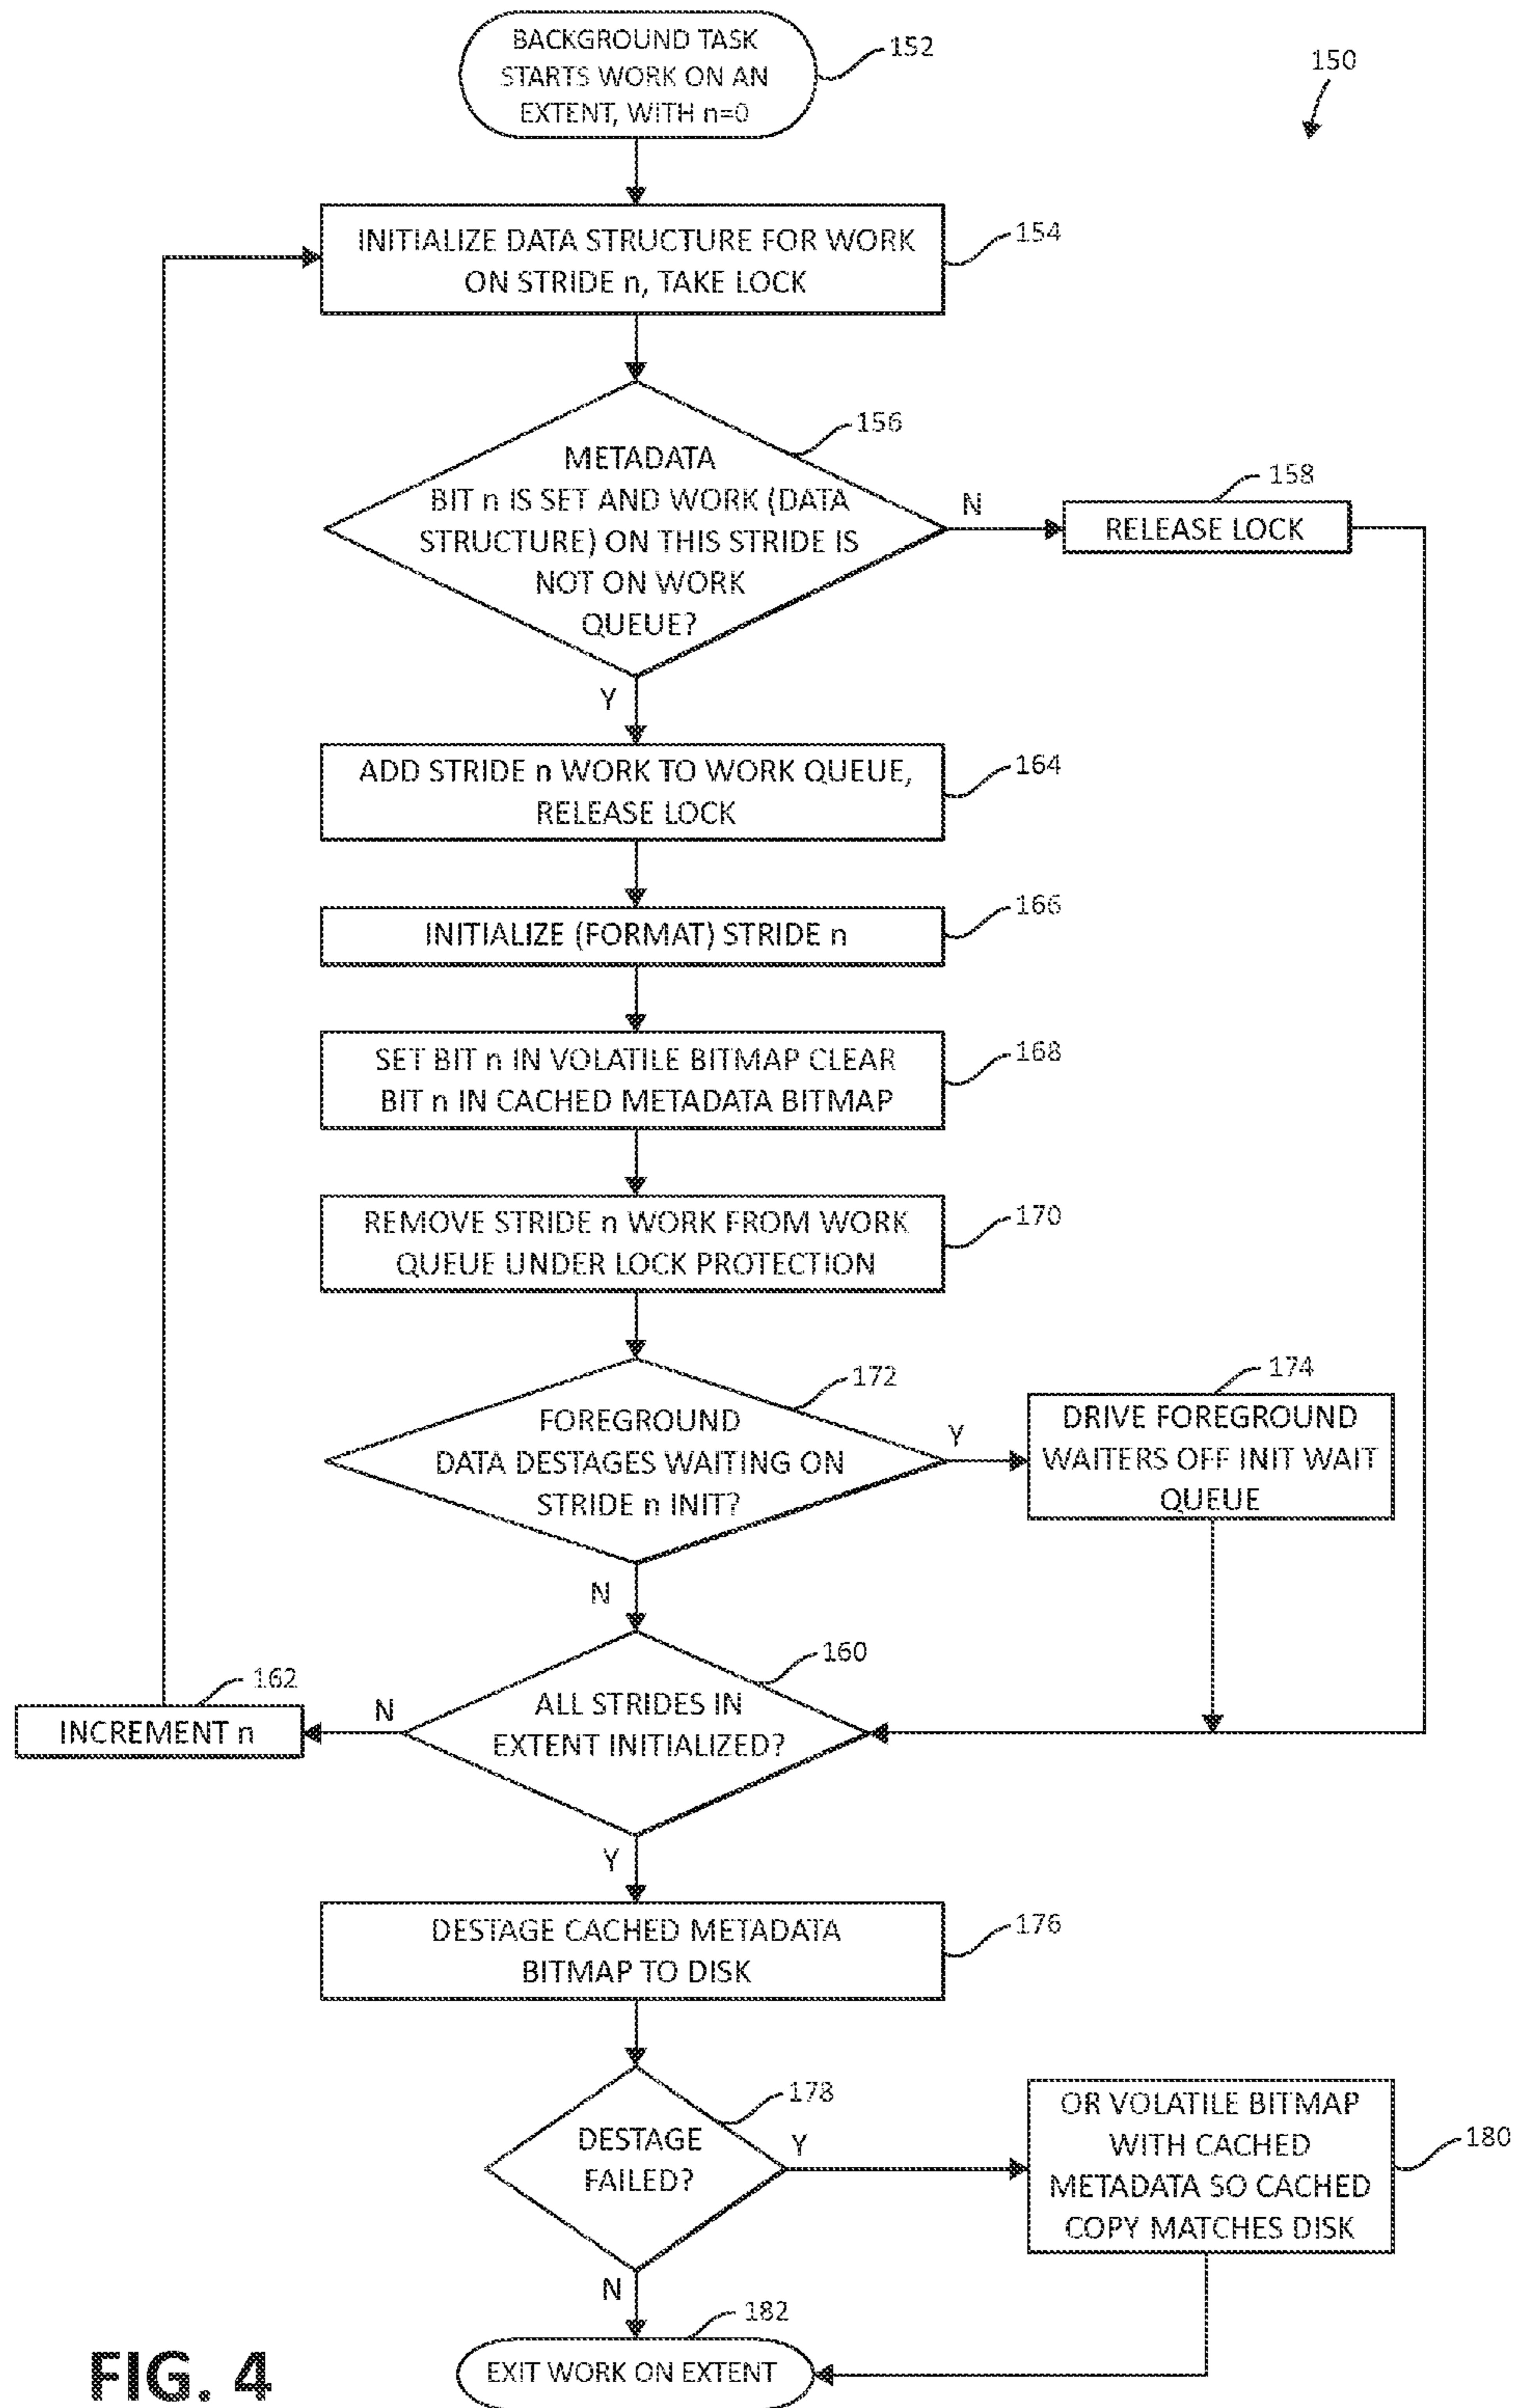 BACKGROUND TASK
STARTS WORK ON AN
EXTENT, WITH n=0
152
150
INITIALIZE DATA STRUCTURE FOR WORK
ON STRIDE n, TAKE LOCK
154
METADATA
BIT n IS SET AND WORK (DATA
STRUCTURE) ON THIS STRIDE IS
NOT ON WORK
QUEUE?
156
N
RELEASE LOCK
158
Y
ADD STRIDE n WORK TO WORK QUEUE,
RELEASE LOCK
164
INITIALIZE (FORMAT) STRIDE n
166
SET BIT n IN VOLATILE BITMAP CLEAR
BIT n IN CACHED METADATA BITMAP
168
REMOVE STRIDE n WORK FROM WORK
QUEUE UNDER LOCK PROTECTION
170
FOREGROUND
DATA DESTAGES WAITING ON
STRIDE n INIT?
172
Y
DRIVE FOREGROUND
WAITERS OFF INIT WAIT
QUEUE
174
N
ALL STRIDES IN
EXTENT INITIALIZED?
160
N
INCREMENT n
162
Y
DESTAGE CACHED METADATA
BITMAP TO DISK
176
DESTAGE
FAILED?
178
Y
OR VOLATILE BITMAP
WITH CACHED
METADATA SO CACHED
COPY MATCHES DISK
180
N
EXIT WORK ON EXTENT
182
FIG. 4